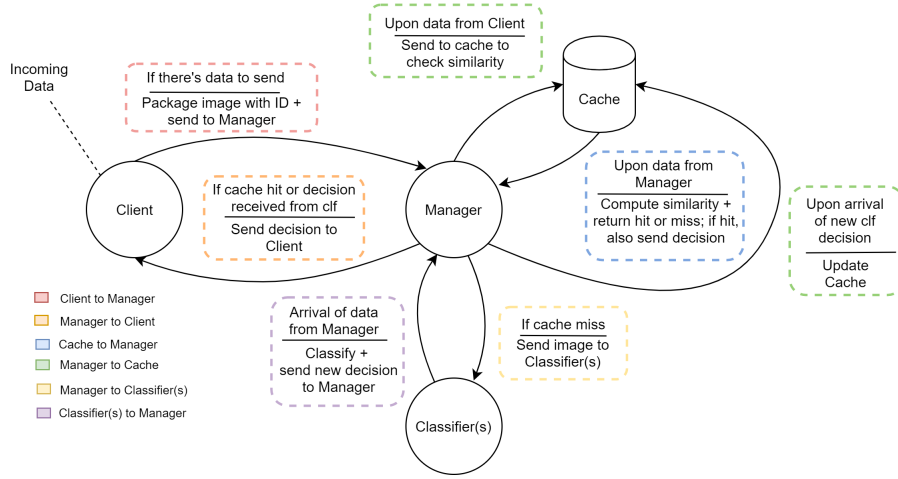 Upon data from Client
Send to cache to
check similarity
Incoming
Data
If there's data to send
Package image with ID +
send to Manager
Cache
Client
If cache hit or decision
received from clf
Send decision to
Client
Manager
Upon data from
Manager
Compute similarity +
return hit or miss; if hit,
also send decision
Upon arrival
of new clf
decision
Update
Cache
Client to Manager
Manager to Client
Cache to Manager
Manager to Cache
Manager to Classifier(s)
Classifier(s) to Manager
Arrival of data
from Manager
Classify +
send new decision
to Manager
If cache miss
Send image to
Classifier(s)
Classifier(s)